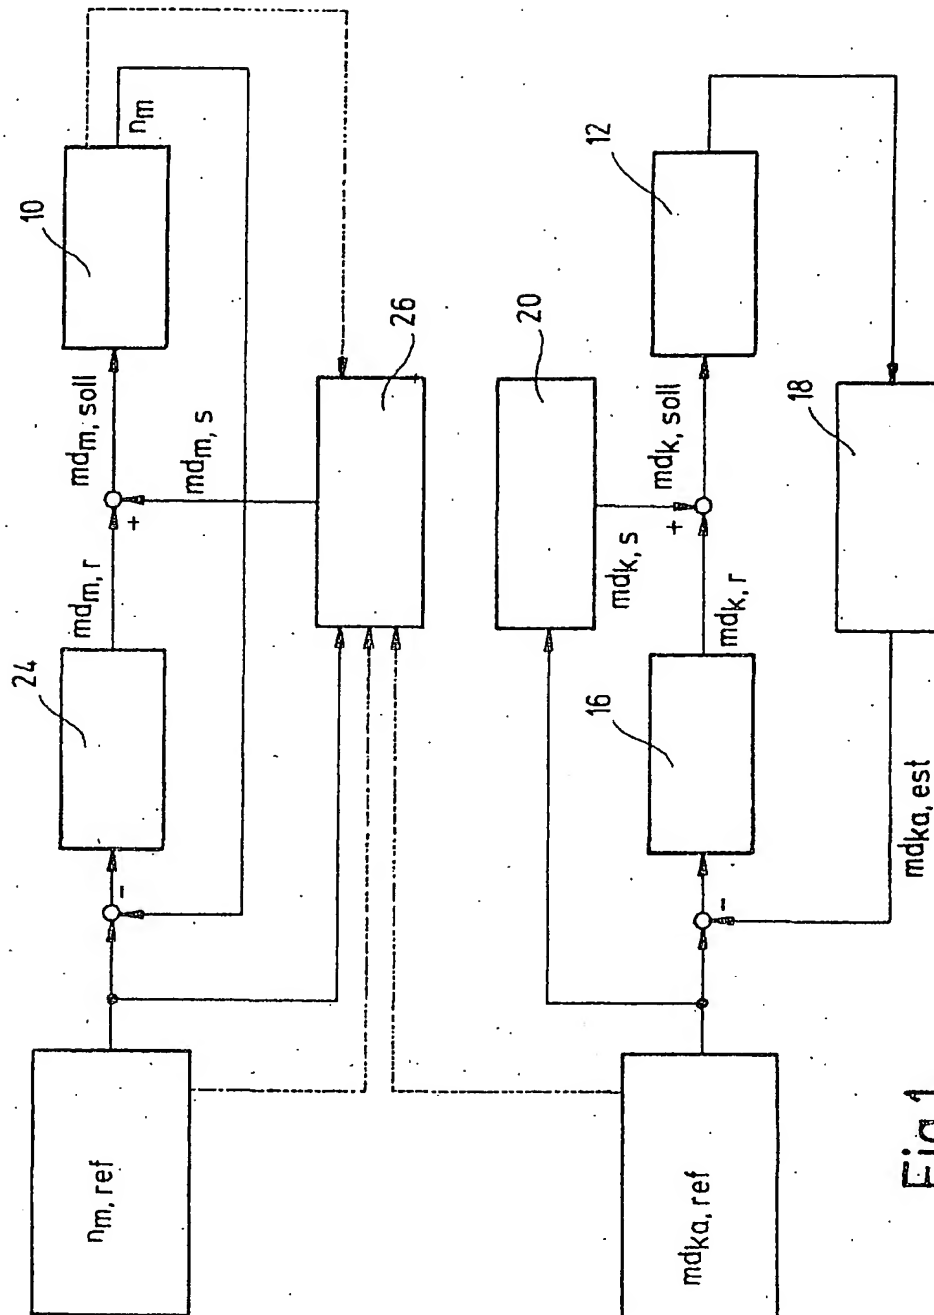 n_m, ref
24
md_m, r
+
md_m, soll
10
n_m
-
md_m, s
26
md_ka, ref
-
16
md_k, r
+
md_k, s
20
md_k, soll
12
18
md_ka, est
Fig.1